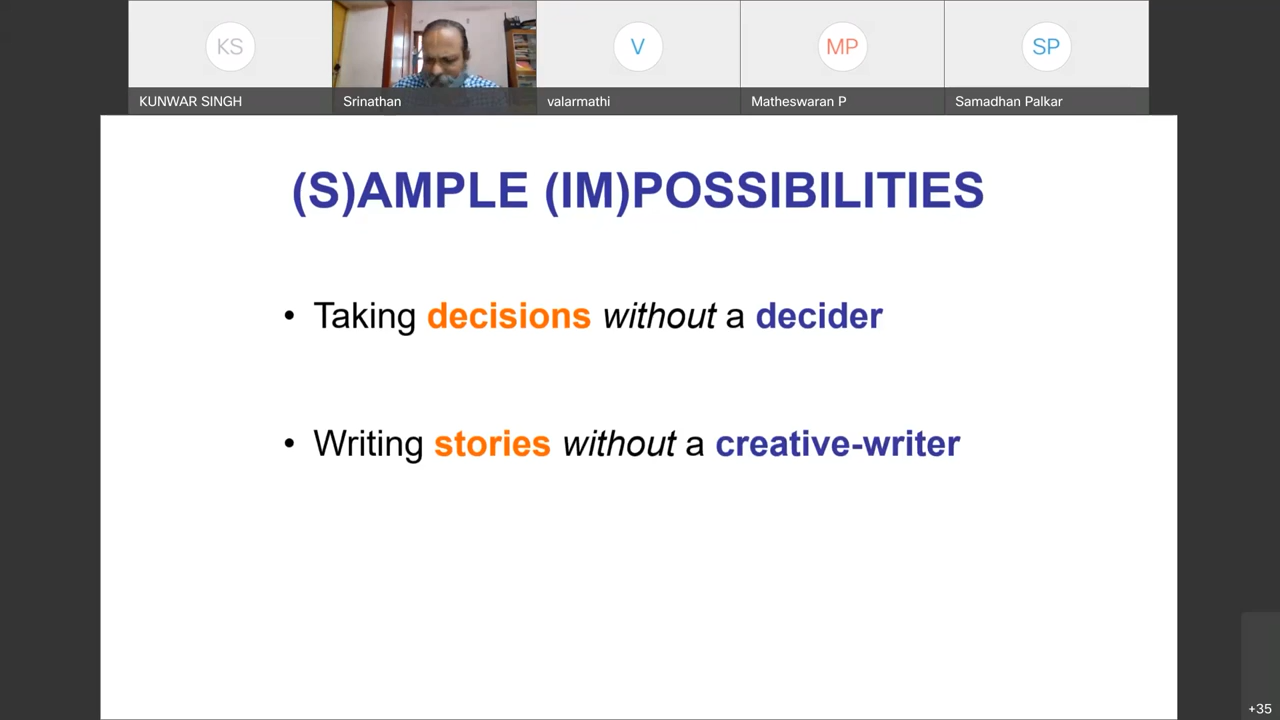 KS
V
MP
SP
KUNWAR SINGH
Srinathan
valarmathi
Matheswaran P
Samadhan Palkar
(S)AMPLE (IM)POSSIBILITIES
• Taking decisions without a decider
• Writing stories without a creative-writer
+35